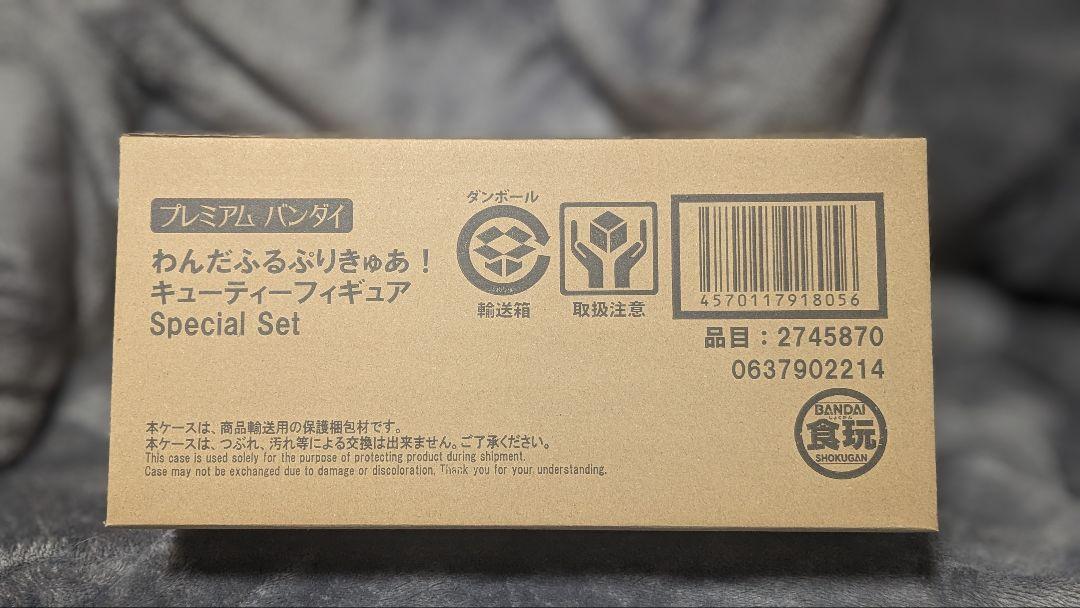 プレミアム バンダイ
わんだふるぷりきゅあ！
キューティーフィギュア
Special Set
ダンボール
輸送箱
取扱注意
4570117918056
品目：2745870
0637902214
BANDAI
しょくがん
食玩
SHOKUGAN
本ケースは、商品輸送用の保護梱包材です。
本ケースは、つぶれ、汚れ等による交換は出来ません。ご了承ください。
This case is used solely for the purpose of protecting product during shipment.
Case may not be exchanged due to damage or discoloration. Thank you for your understanding.